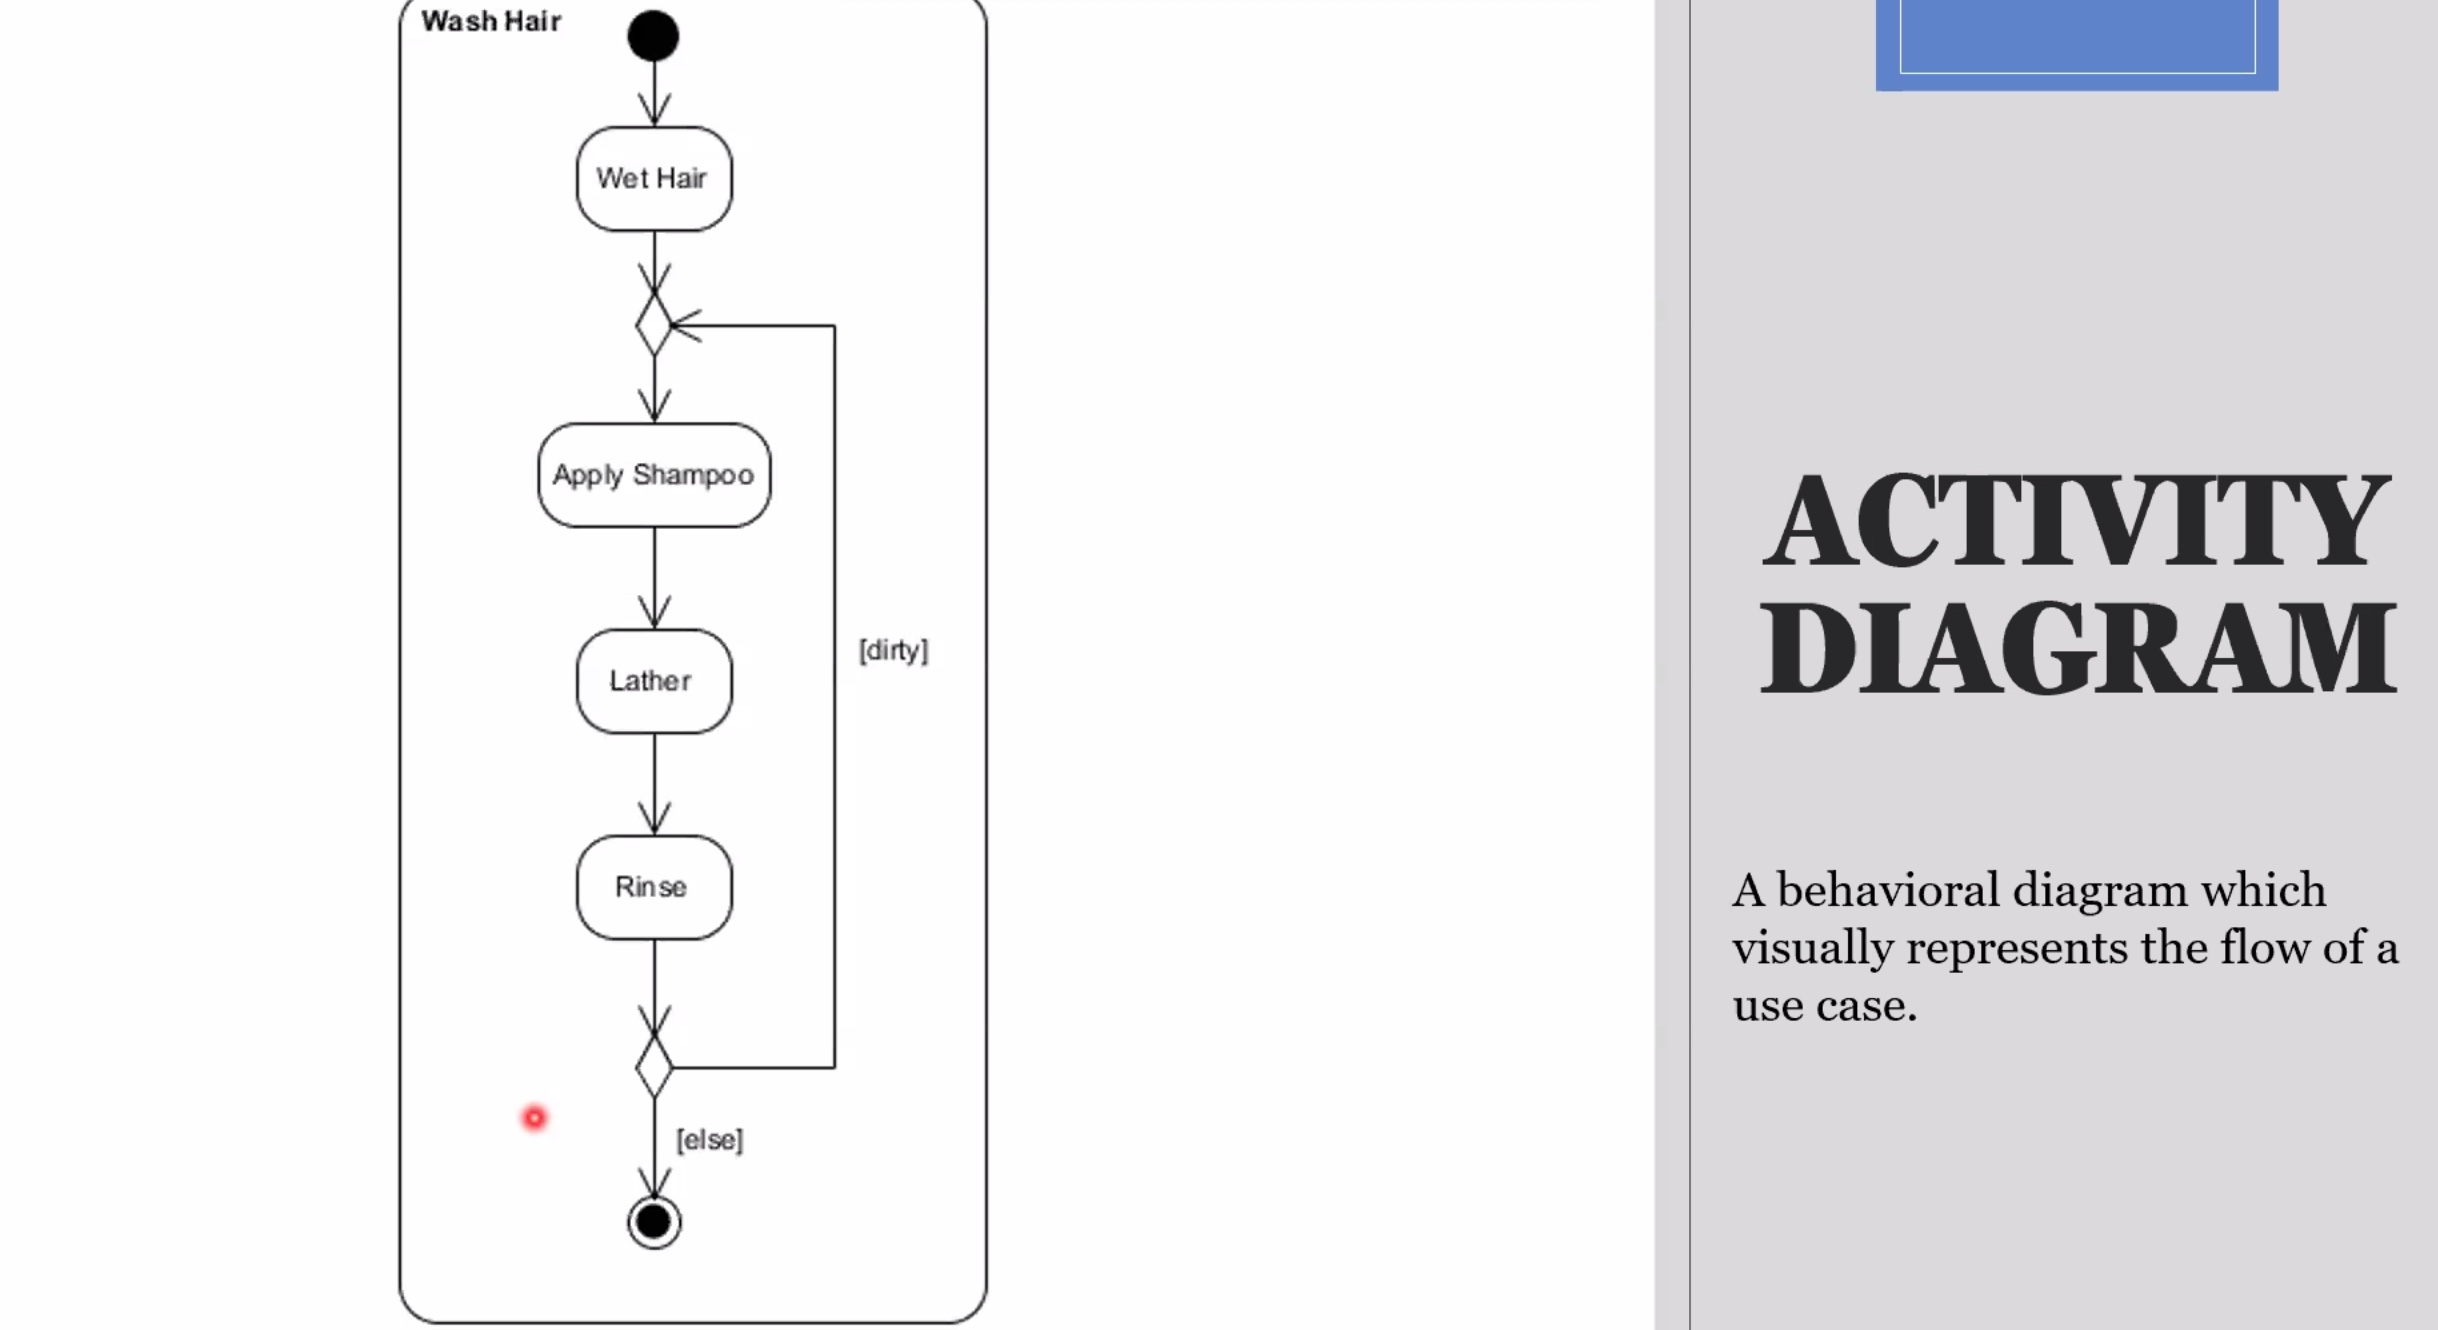 Wash Hair
Wet Hair
Apply Shampoo
Lather
[dirty]
Rinse
[else]
ACTIVITY
DIAGRAM
A behavioral diagram which
visually represents the flow of a
use case.